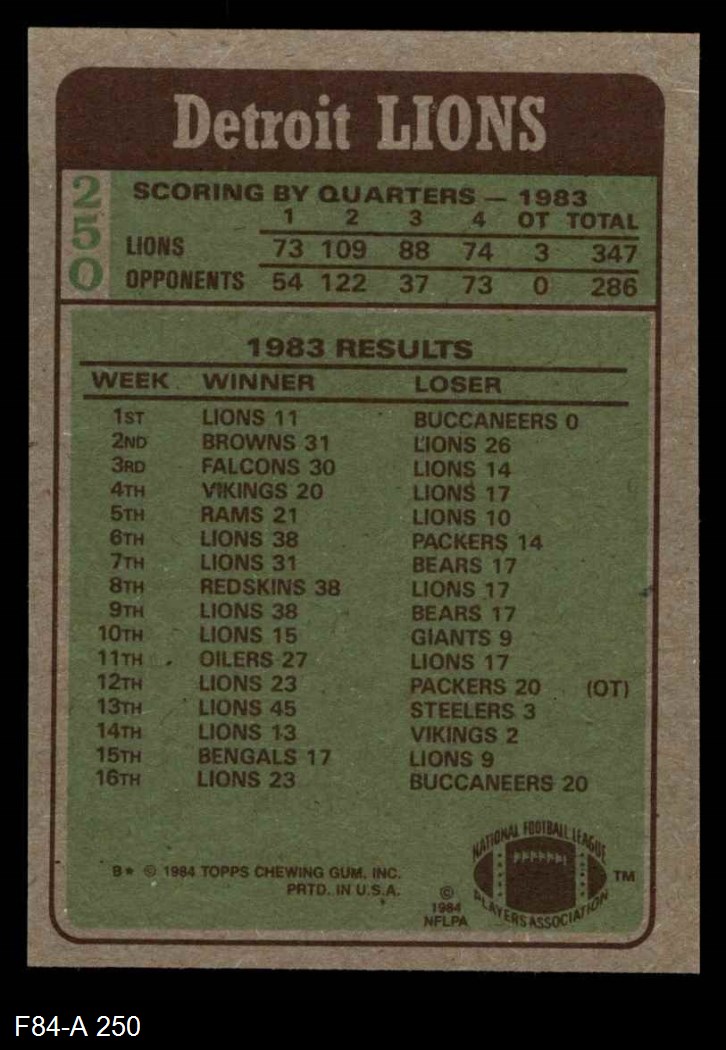 Detroit LIONS
250
SCORING BY QUARTERS — 1983
1 2 3 4 OT TOTAL
LIONS 73 109 88 74 3 347
OPPONENTS 54 122 37 73 0 286
1983 RESULTS
WEEK WINNER LOSER
1ST LIONS 11 BUCCANEERS 0
2ND BROWNS 31 LIONS 26
3RD FALCONS 30 LIONS 14
4TH VIKINGS 20 LIONS 17
5TH RAMS 21 LIONS 10
6TH LIONS 38 PACKERS 14
7TH LIONS 31 BEARS 17
8TH REDSKINS 38 LIONS 17
9TH LIONS 38 BEARS 17
10TH LIONS 15 GIANTS 9
11TH OILERS 27 LIONS 17
12TH LIONS 23 PACKERS 20 (OT)
13TH LIONS 45 STEELERS 3
14TH LIONS 13 VIKINGS 2
15TH BENGALS 17 LIONS 9
16TH LIONS 23 BUCCANEERS 20
B* © 1984 TOPPS CHEWING GUM, INC.
PRTD. IN U.S.A.
©
1984
NFLPA
NATIONAL FOOTBALL LEAGUE
PLAYERS ASSOCIATION
TM
F84-A 250